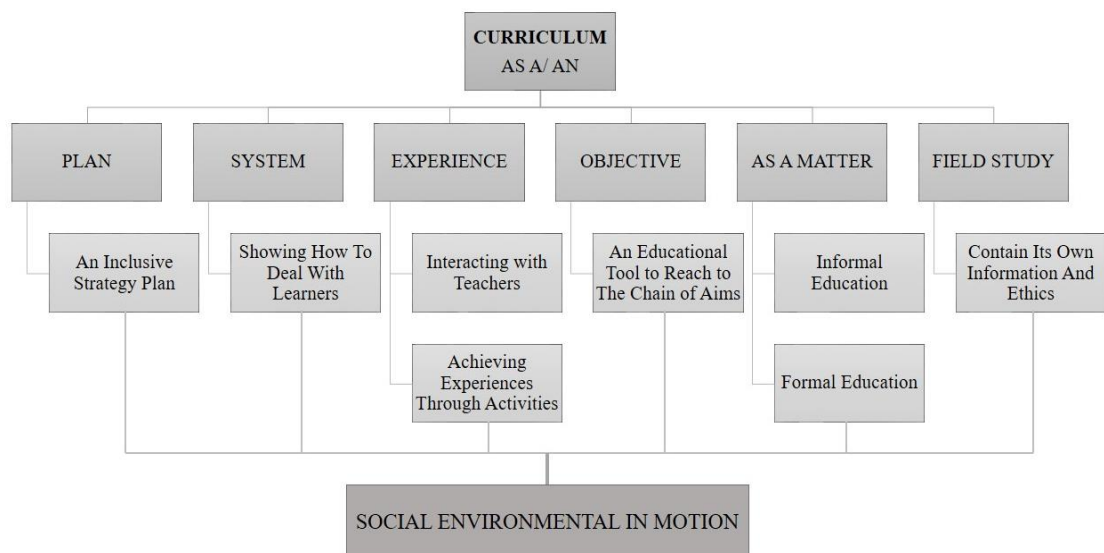 CURRICULUM
AS A/ AN
PLAN
SYSTEM
EXPERIENCE
OBJECTIVE
AS A MATTER
FIELD STUDY
An Inclusive
Strategy Plan
Showing How To
Deal With
Learners
Interacting with
Teachers
An Educational
Tool to Reach to
The Chain of Aims
Informal
Education
Contain Its Own
Information And
Ethics
Achieving
Experiences
Through Activities
Formal Education
SOCIAL ENVIRONMENTAL IN MOTION